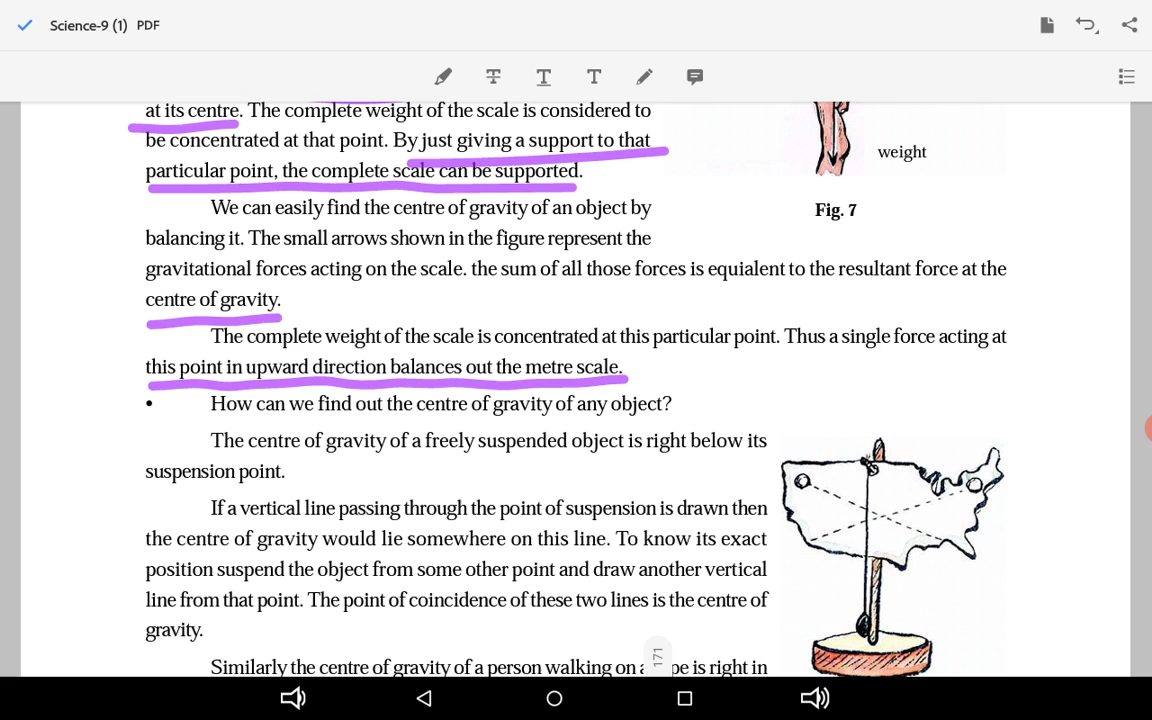 Science-9 (1) PDF
at its centre. The complete weight of the scale is considered to
be concentrated at that point. By just giving a support to that
particular point, the complete scale can be supported.
weight
Fig. 7
We can easily find the centre of gravity of an object by
balancing it. The small arrows shown in the figure represent the
gravitational forces acting on the scale. the sum of all those forces is equialent to the resultant force at the
centre of gravity.
The complete weight of the scale is concentrated at this particular point. Thus a single force acting at
this point in upward direction balances out the metre scale.
• How can we find out the centre of gravity of any object?
The centre of gravity of a freely suspended object is right below its
suspension point.
If a vertical line passing through the point of suspension is drawn then
the centre of gravity would lie somewhere on this line. To know its exact
position suspend the object from some other point and draw another vertical
line from that point. The point of coincidence of these two lines is the centre of
gravity.
171
Similarly the centre of gravity of a person walking on a is right in